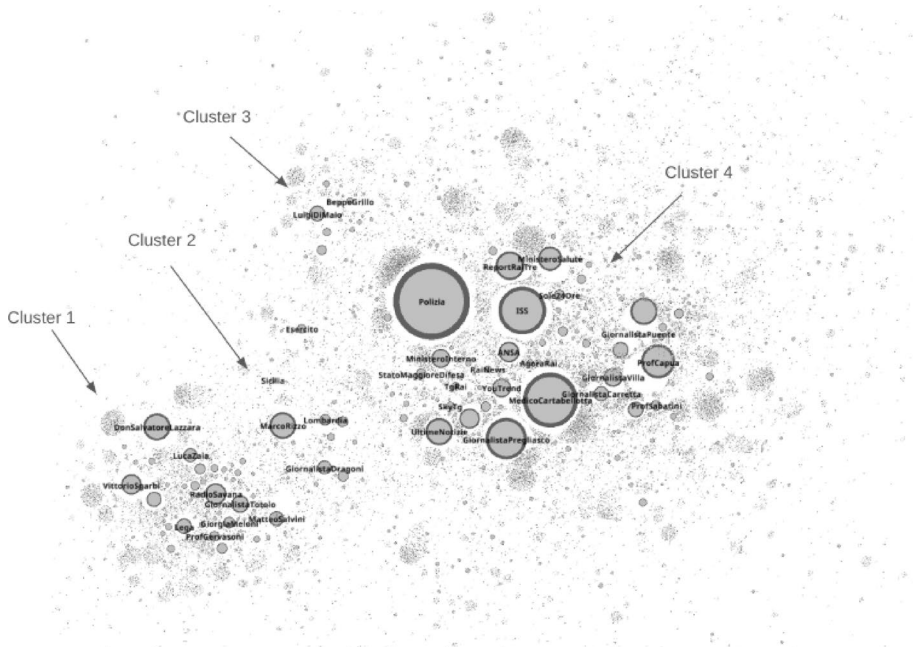 Cluster 3
Cluster 4
BeppeGrillo
LuigiDiMaio
Cluster 2
MinisteroSalute
ReportRaiTre
Sole24Ore
Polizia
ISS
Cluster 1
Esercito
GiornalistaPuente
ANSA
MinisteroInterno
ProfCapua
AgoraRai
RaiNews
StatoMaggioreDifesa
GiornalistaVilla
Sicilia
TgRai
YouTrend
GiornalistaCarretta
MedicoCartabellotta
ProfSabatini
SkyTg
Lombardia
DonSalvatoreLazzara
MarcoRizzo
UltimeNotizie
GiornalistaPregliasco
LucaZaia
GiornalistaDragoni
VittorioSgarbi
RadioSavana
GiornalistaTotolo
MatteoSalvini
GiorgiaMeloni
Lega
ProfGervasoni